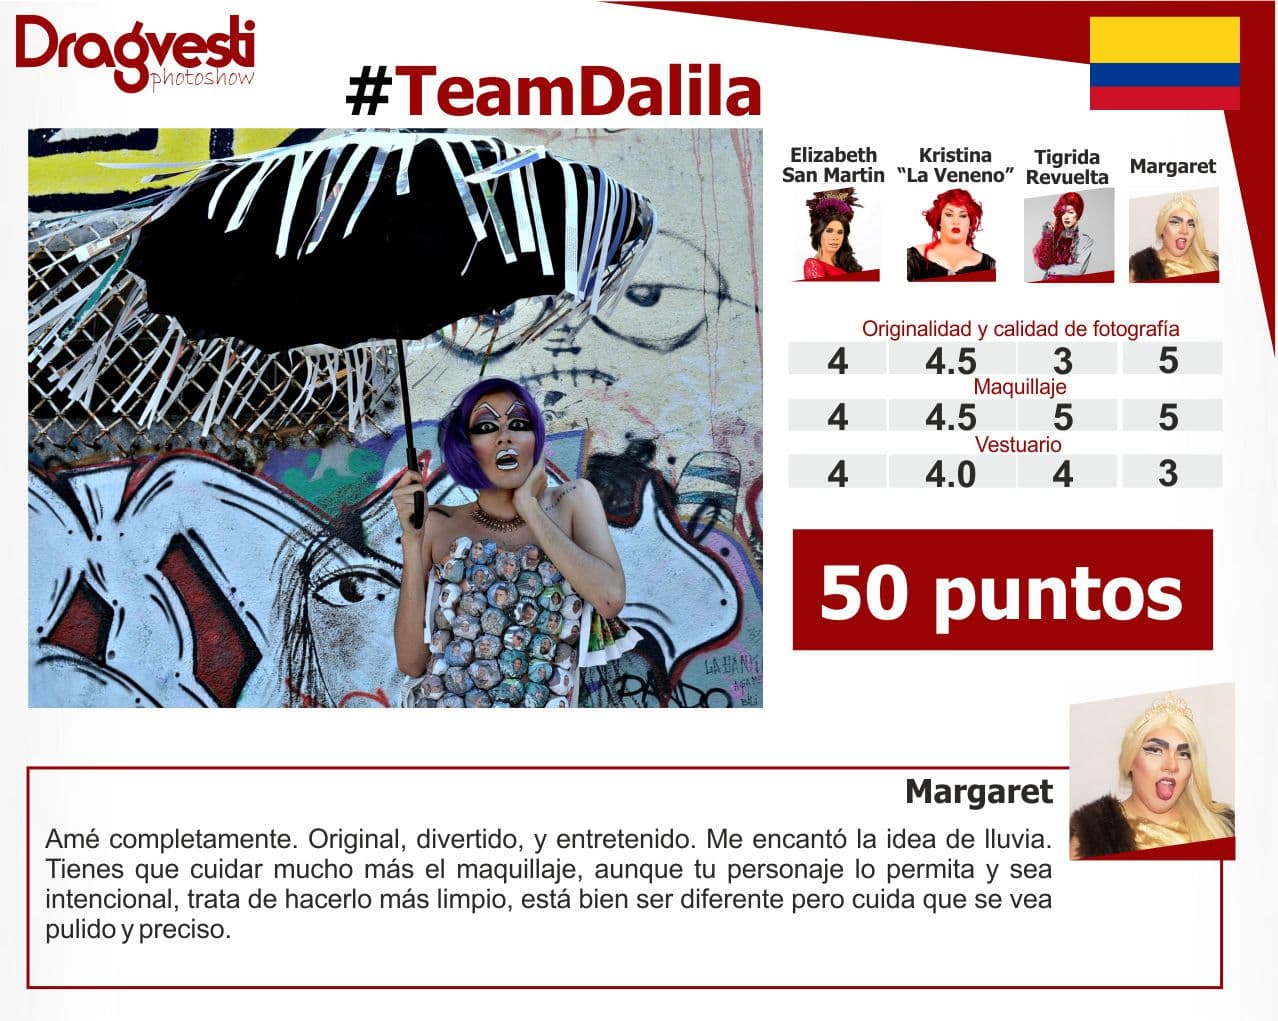 Dragvesti
photoshow
#TeamDalila
Elizabeth
San Martin
Kristina
“La Veneno”
Tigrida
Revuelta
Margaret
Originalidad y calidad de fotografía
4 4.5 3 5
Maquillaje
4 4.5 5 5
Vestuario
4 4.0 4 3
50 puntos
Margaret
Amé completamente. Original, divertido, y entretenido. Me encantó la idea de lluvia.
Tienes que cuidar mucho más el maquillaje, aunque tu personaje lo permita y sea
intencional, trata de hacerlo más limpio, está bien ser diferente pero cuida que se vea
pulido y preciso.